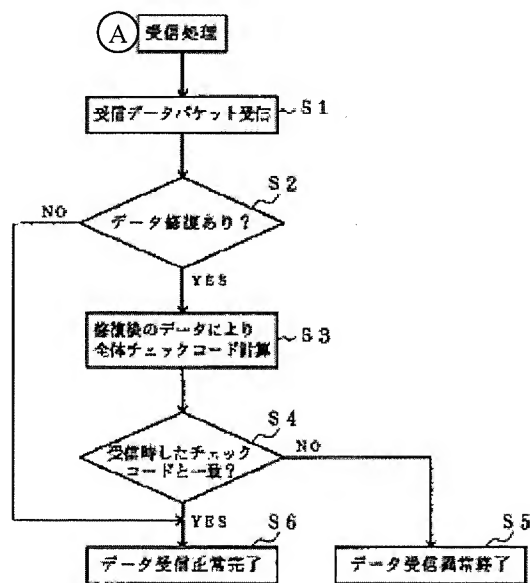 A
受信処理
受信データパケット受信
S1
S2
データ修復あり?
NO
YES
修復後のデータにより
全体チェックコード計算
S3
S4
受信時したチェック
コードと一致?
NO
YES
S6
データ受信正常完了
S5
データ受信異常終了